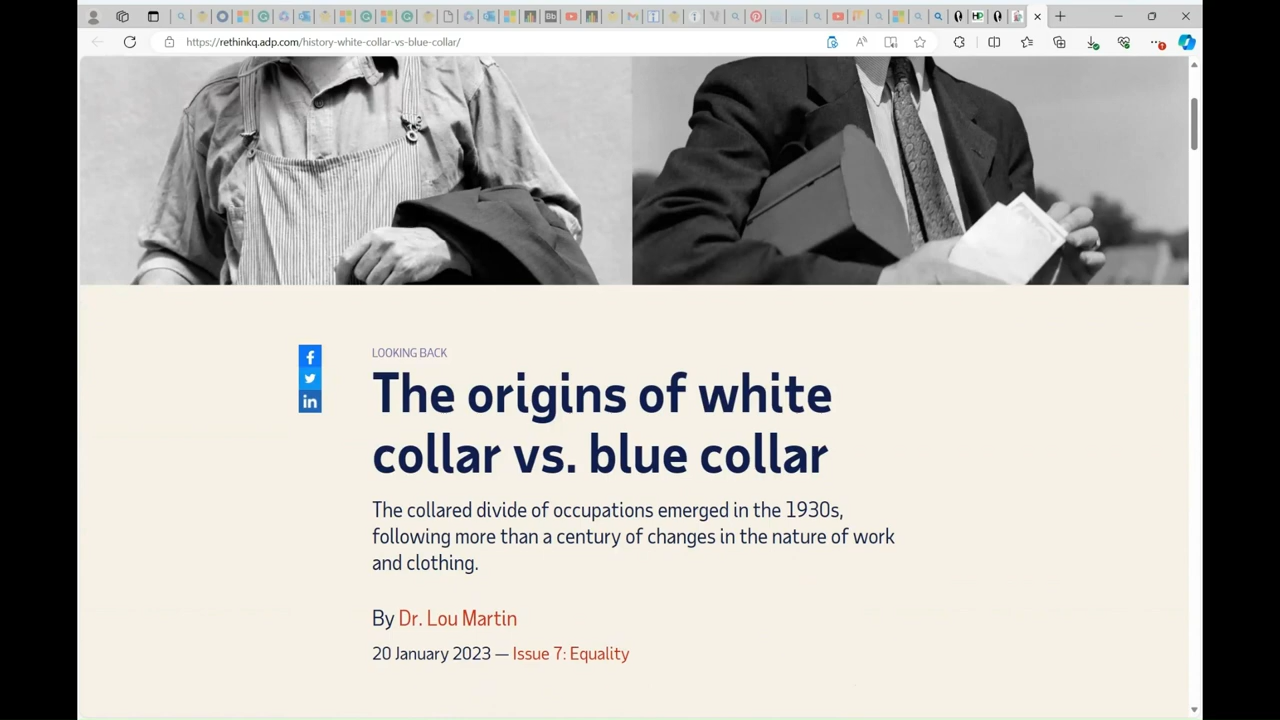 https://rethinkq.adp.com/history-white-collar-vs-blue-collar/
LOOKING BACK
The origins of white
collar vs. blue collar
The collared divide of occupations emerged in the 1930s,
following more than a century of changes in the nature of work
and clothing.
By Dr. Lou Martin
20 January 2023 — Issue 7: Equality